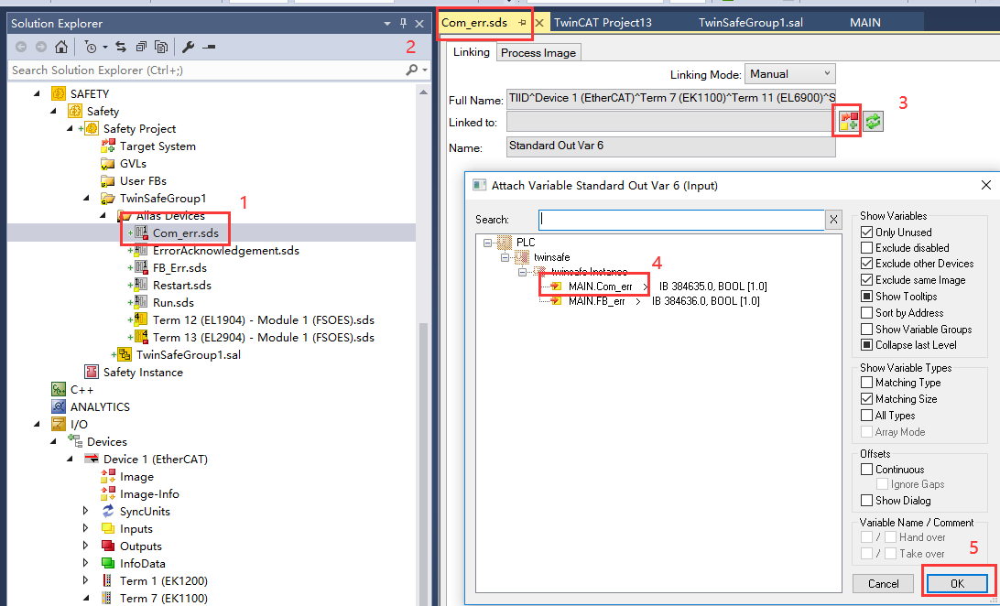 Solution Explorer
2
Search Solution Explorer (Ctrl+;)
SAFETY
Safety
Safety Project
Target System
GVLs
User FBs
TwinSafeGroup1
1
Alias Devices
Com_err.sds
ErrorAcknowledgement.sds
FB_Err.sds
Restart.sds
Run.sds
Term 12 (EL1904) - Module 1 (FSOES).sds
Term 13 (EL2904) - Module 1 (FSOES).sds
TwinSafeGroup1.sal
Safety Instance
C++
ANALYTICS
I/O
Devices
Device 1 (EtherCAT)
Image
Image-Info
SyncUnits
Inputs
Outputs
InfoData
Term 1 (EK1200)
Term 7 (EK1100)
Com_err.sds
TwinCAT Project13
TwinSafeGroup1.sal
MAIN
Linking
Process Image
Linking Mode:
Manual
Full Name:
TIID^Device 1 (EtherCAT)^Term 7 (EK1100)^Term 11 (EL6900)^S
3
Linked to:
Name:
Standard Out Var 6
Attach Variable Standard Out Var 6 (Input)
Search:
PLC
twinsafe
twinsafe Instance
4
MAIN.Com_err > IB 384635.0, BOOL [1.0]
MAIN.FB_err > IB 384636.0, BOOL [1.0]
Show Variables
Only Unused
Exclude disabled
Exclude other Devices
Exclude same Image
Show Tooltips
Sort by Address
Show Variable Groups
Collapse last Level
Show Variable Types
Matching Type
Matching Size
All Types
Array Mode
Offsets
Continuous
Ignore Gaps
Show Dialog
Variable Name / Comment
/ Hand over
/ Take over
5
Cancel
OK